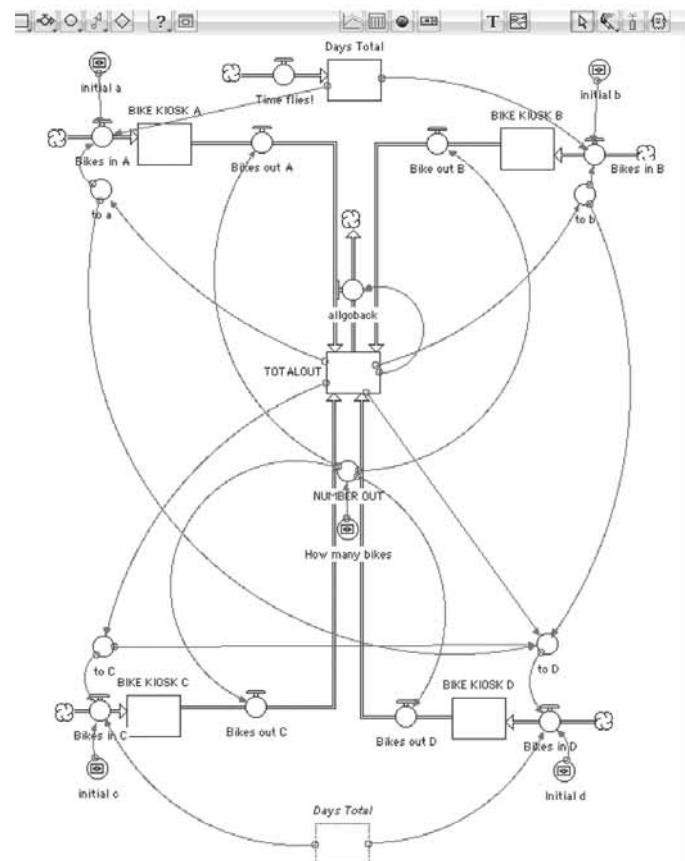 ?
T
Days Total
initial a
initial b
Time flies!
BIKE KIOSK A
BIKE KIOSK B
Bikes in A
Bikes out A
Bike out B
Bikes in B
to a
to b
allgoback
TOTALOUT
NUMBER OUT
How many bikes
to C
to D
BIKE KIOSK C
BIKE KIOSK D
Bikes in C
Bikes out C
Bikes out D
Bikes in D
initial c
Initial d
Days Total